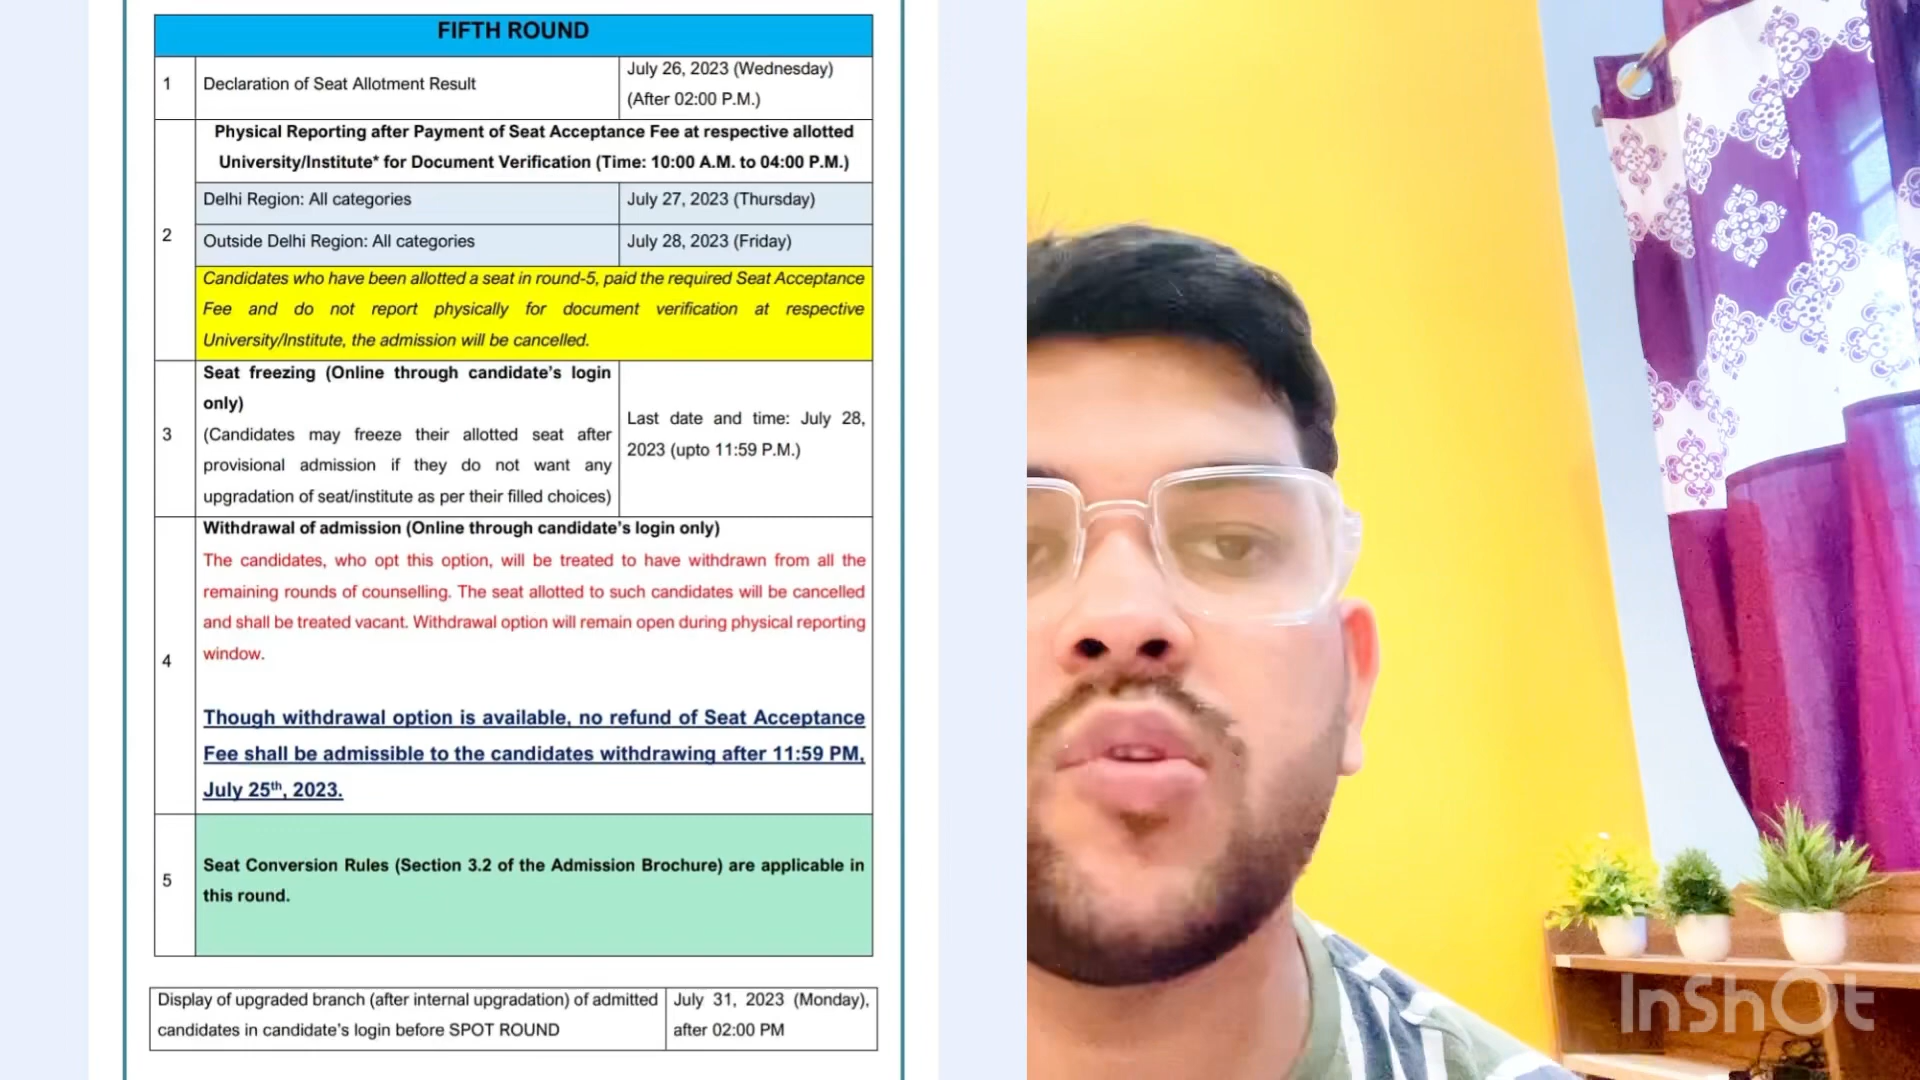 FIFTH ROUND
1
Declaration of Seat Allotment Result
July 26, 2023 (Wednesday)
(After 02:00 P.M.)
2
Physical Reporting after Payment of Seat Acceptance Fee at respective allotted
University/Institute* for Document Verification (Time: 10:00 A.M. to 04:00 P.M.)
Delhi Region: All categories
July 27, 2023 (Thursday)
Outside Delhi Region: All categories
July 28, 2023 (Friday)
Candidates who have been allotted a seat in round-5, paid the required Seat Acceptance
Fee and do not report physically for document verification at respective
University/Institute, the admission will be cancelled.
3
Seat freezing (Online through candidate's login
only)
(Candidates may freeze their allotted seat after
provisional admission if they do not want any
upgradation of seat/institute as per their filled choices)
Last date and time: July 28,
2023 (upto 11:59 P.M.)
4
Withdrawal of admission (Online through candidate's login only)
The candidates, who opt this option, will be treated to have withdrawn from all the
remaining rounds of counselling. The seat allotted to such candidates will be cancelled
and shall be treated vacant. Withdrawal option will remain open during physical reporting
window.
Though withdrawal option is available, no refund of Seat Acceptance
Fee shall be admissible to the candidates withdrawing after 11:59 PM,
July 25th, 2023.
5
Seat Conversion Rules (Section 3.2 of the Admission Brochure) are applicable in
this round.
Display of upgraded branch (after internal upgradation) of admitted
candidates in candidate's login before SPOT ROUND
July 31, 2023 (Monday),
after 02:00 PM
InShOt